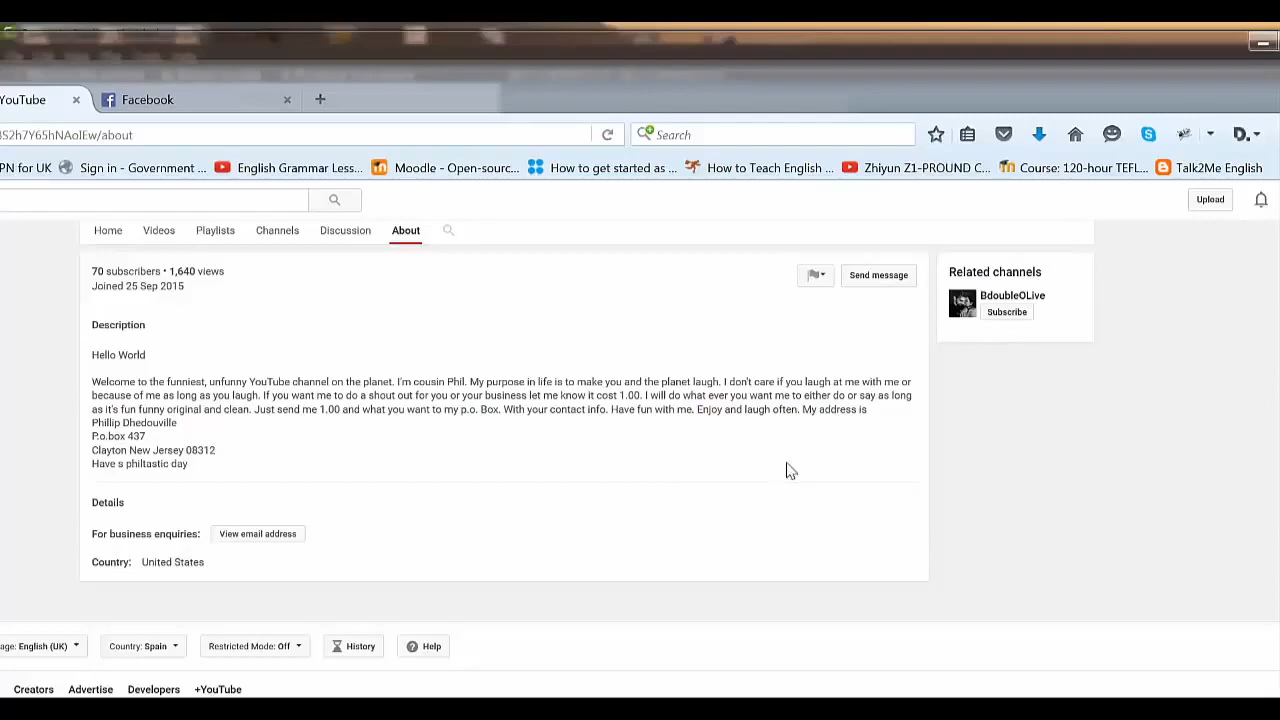 YouTube
Facebook
S2h7Y65hNAolEw/about
Search
PN for UK Sign in - Government ... English Grammar Less... Moodle - Open-sourc... How to get started as ... How to Teach English ... Zhiyun Z1-PROUND C... Course: 120-hour TEFL... Talk2Me English
Upload
Home Videos Playlists Channels Discussion About
70 subscribers • 1,640 views
Joined 25 Sep 2015
Send message
Related channels
BdoubleOLive
Subscribe
Description
Hello World
Welcome to the funniest, unfunny YouTube channel on the planet. I'm cousin Phil. My purpose in life is to make you and the planet laugh. I don't care if you laugh at me with me or
because of me as long as you laugh. If you want me to do a shout out for you or your business let me know it cost 1.00. I will do what ever you want me to either do or say as long
as it's fun funny original and clean. Just send me 1.00 and what you want to my p.o. Box. With your contact info. Have fun with me. Enjoy and laugh often. My address is
Phillip Dhedouville
P.o.box 437
Clayton New Jersey 08312
Have s philtastic day
Details
For business enquiries: View email address
Country: United States
age: English (UK) Country: Spain Restricted Mode: Off History Help
Creators Advertise Developers +YouTube